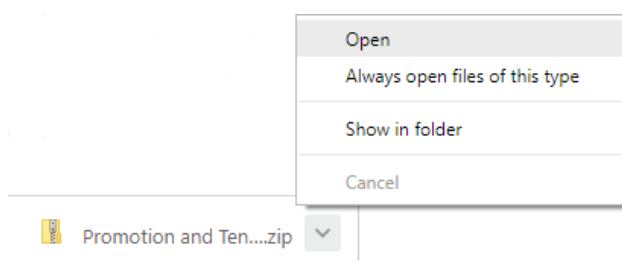 Open
Always open files of this type
Show in folder
Cancel
Promotion and Ten....zip